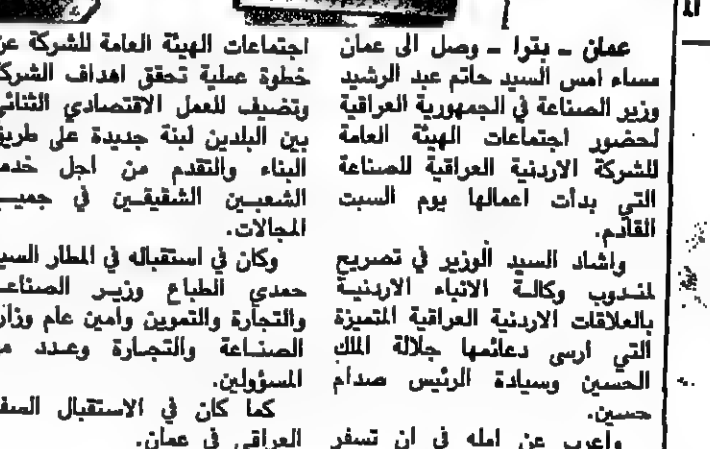 عمان ـ بترا ـ وصل الى عمان
مساء امس السيد حاتم عبد الرشيد
وزير الصناعة في الجمهورية العراقية
لحضور اجتماعات الهيئة العامة
للشركة الاردنية العراقية للصناعة
التي بدأت اعمالها يوم السبت
القادم.
واشاد السيد الوزير في تصريح
لمندوب وكالة الانباء الاردنية
بالعلاقات الاردنية العراقية المتميزة
التي ارسى دعائمها جلالة الملك
الحسين وسيادة الرئيس صدام
حسين.
واعرب عن امله في ان تسفر
اجتماعات الهيئة العامة للشركة عن
خطوة عملية تحقق اهداف الشركة
وتضيف للعمل الاقتصادي الثنائي
بين البلدين لبنة جديدة على طريق
البناء والتقدم من اجل خدمة
الشعبين الشقيقين في جميع
المجالات.
وكان في استقباله في المطار السيد
حمدي الطباع وزير الصناعة
والتجارة والتموين وامين عام وزارة
الصناعة والتجارة وعدد من
المسؤولين.
كما كان في الاستقبال السفير
العراقي في عمان.